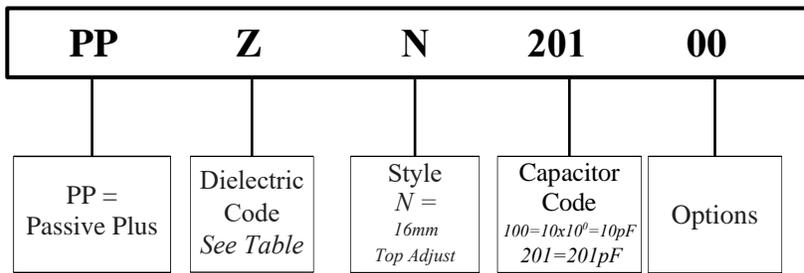 PP Z N 201 00
PP =
Passive Plus
Dielectric
Code
See Table
Style
N =
16mm
Top Adjust
Capacitor
Code
100=10x10⁰=10pF
201=201pF
Options